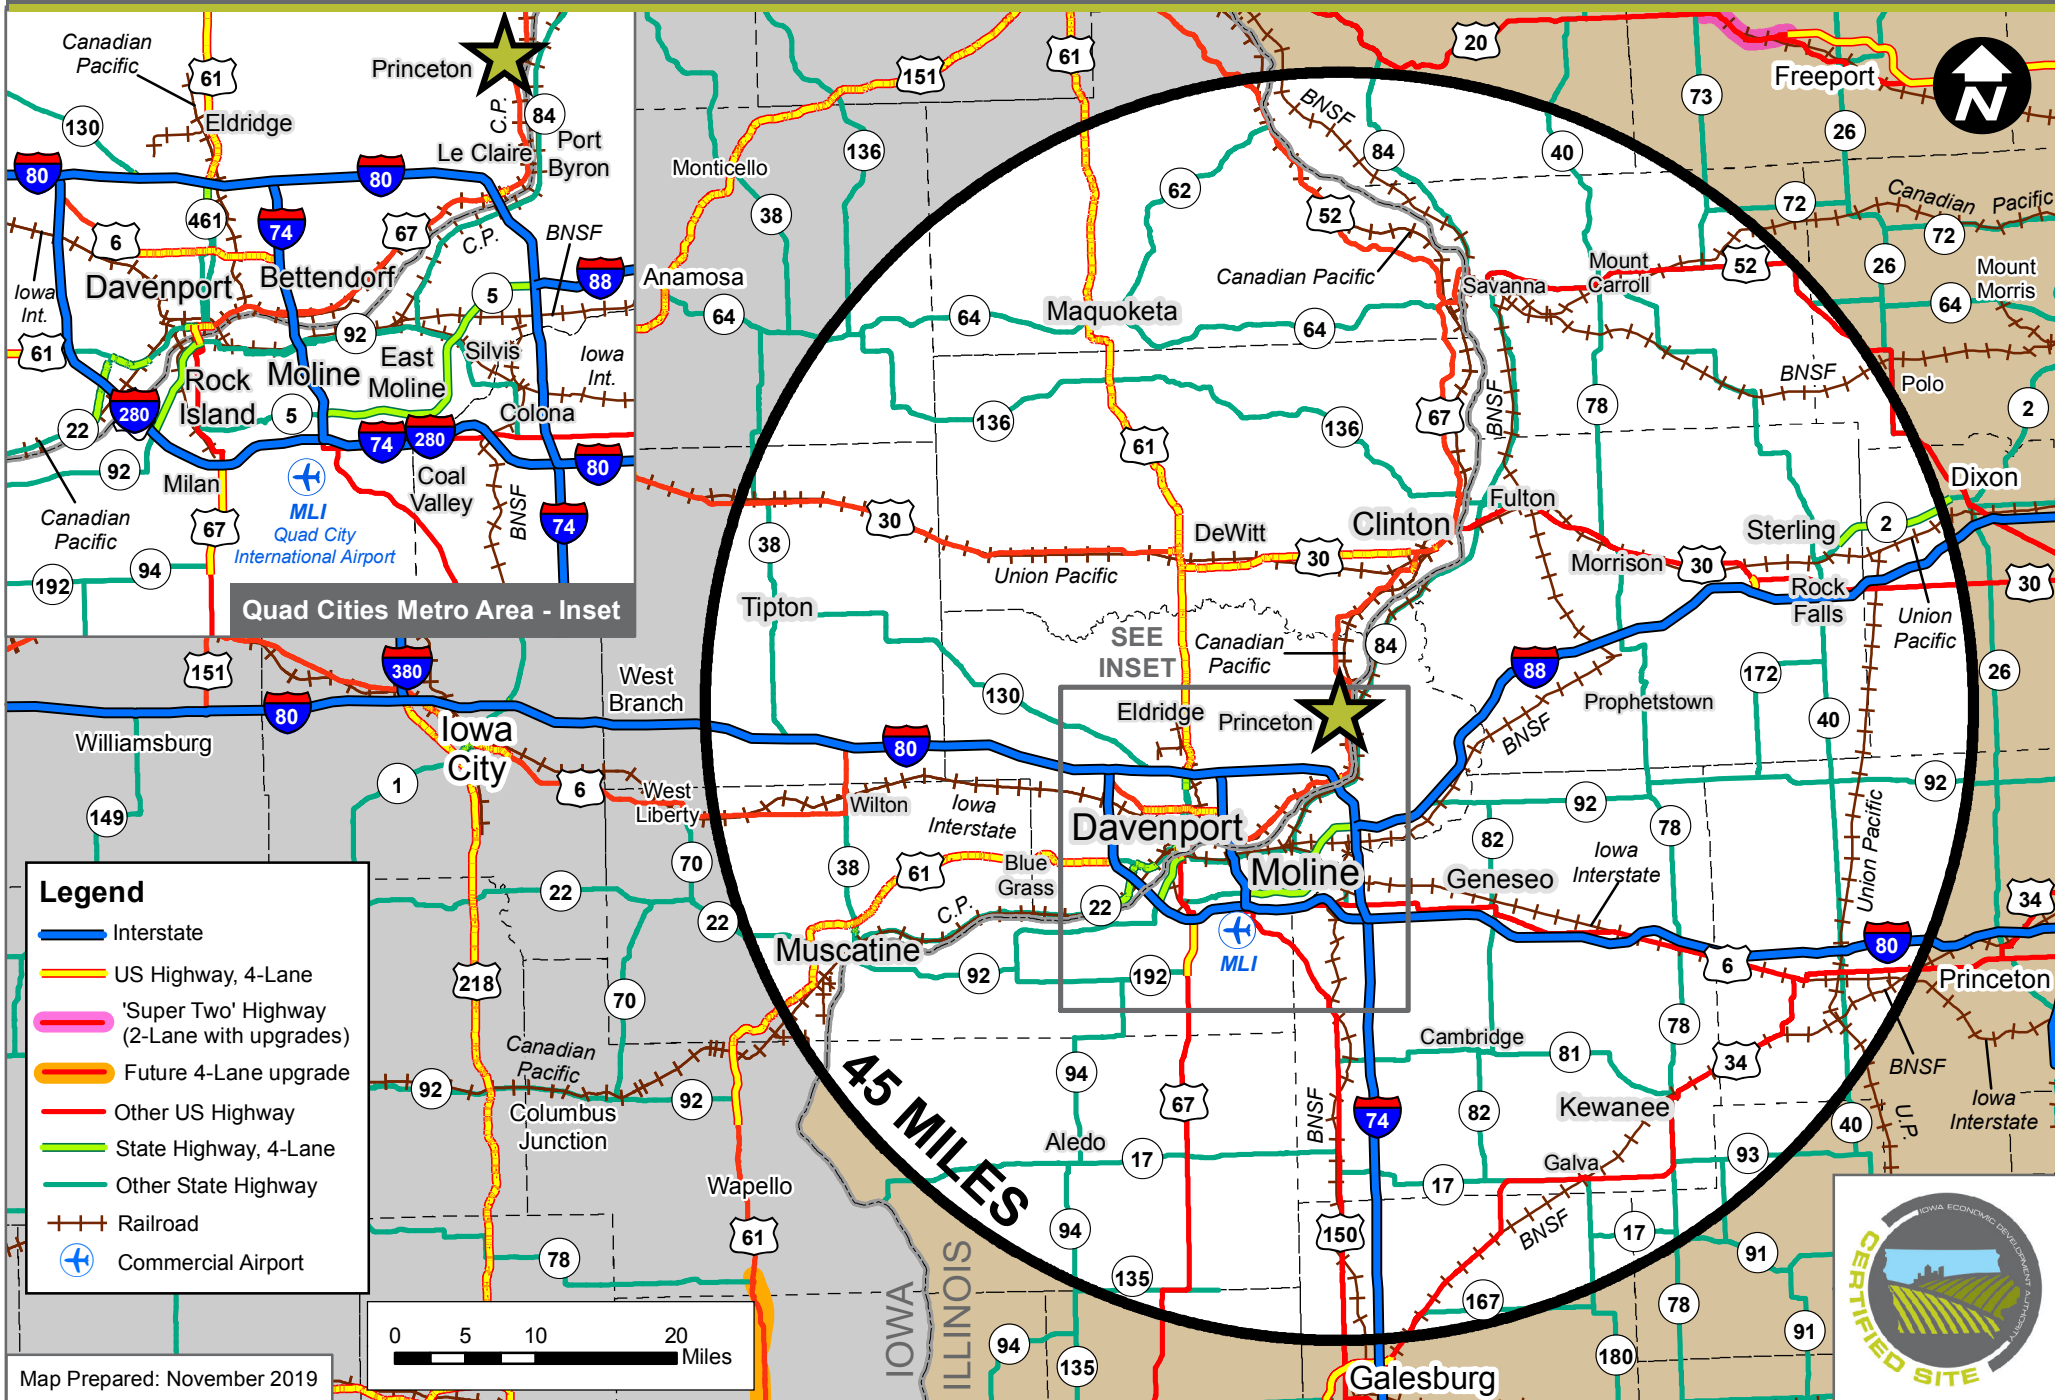 Canadian
Pacific
61
Princeton
130
Eldridge
C.P.
84
Port
Byron
Le Claire
80
80
461
74
67
6
C.P.
BNSF
Davenport
Bettendorf
5
88
Iowa
Int.
61
92
East
Moline
Silvis
Iowa
Int.
Rock
Island
Moline
280
22
5
Colona
92
74
280
80
Milan
Coal
Valley
BNSF
Canadian
Pacific
67
MLI
Quad City
International Airport
74
192
94
Quad Cities Metro Area - Inset
151
61
20
Freeport
N
73
26
BNSF
84
40
136
Monticello
38
62
52
72
Canadian Pacific
72
26
Mount
Morris
64
Canadian Pacific
Savanna
Mount
Carroll
52
Anamosa
64
64
Maquoketa
64
BNSF
Polo
2
136
136
67
BNSF
78
61
Dixon
30
38
DeWitt
30
Clinton
Fulton
Union Pacific
Morrison
30
Sterling
2
Rock
Falls
Union
Pacific
30
Tipton
SEE
INSET
Canadian
Pacific
84
88
172
26
151
380
West
Branch
130
Eldridge
Princeton
Prophetstown
40
BNSF
80
Williamsburg
Iowa
City
80
1
6
West
Liberty
Wilton
Iowa
Interstate
Davenport
92
92
149
78
82
Union Pacific
70
38
61
Blue
Grass
Moline
Geneseo
Iowa
Interstate
34
22
22
C.P.
22
Muscatine
MLI
80
6
Princeton
218
70
92
192
78
Cambridge
81
34
BNSF
Iowa
Interstate
Canadian
Pacific
92
Columbus
Junction
92
94
67
BNSF
74
82
Kewanee
40
U.P.
45 MILES
Aledo
17
17
Galva
93
Wapello
61
94
150
BNSF
17
91
78
135
167
78
91
94
135
180
Galesburg
IOWA
ILLINOIS
Legend
Interstate
US Highway, 4-Lane
'Super Two' Highway
(2-Lane with upgrades)
Future 4-Lane upgrade
Other US Highway
State Highway, 4-Lane
Other State Highway
Railroad
Commercial Airport
0 5 10 20
Miles
Map Prepared: November 2019
IOWA ECONOMIC DEVELOPMENT AUTHORITY
CERTIFIED SITE